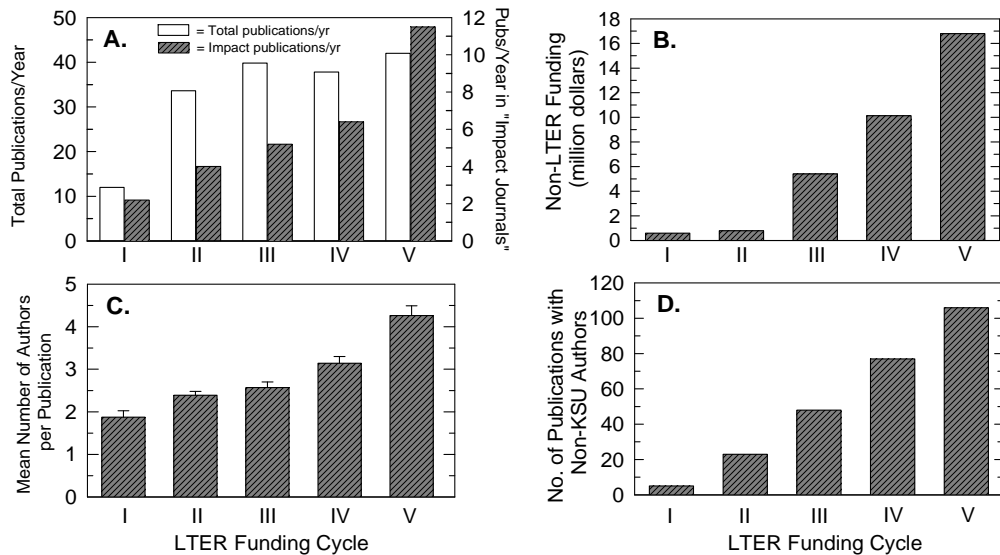 A.
= Total publications/yr
= Impact publications/yr
Total Publications/Year
50
40
30
20
10
0
Pubs/Year in "Impact Journals"
12
10
8
6
4
2
0
I II III IV V
B.
Non-LTER Funding
(million dollars)
18
16
14
12
10
8
6
4
2
0
I II III IV V
C.
Mean Number of Authors
per Publication
5
4
3
2
1
0
I II III IV V
LTER Funding Cycle
D.
No. of Publications with
Non-KSU Authors
120
100
80
60
40
20
0
I II III IV V
LTER Funding Cycle